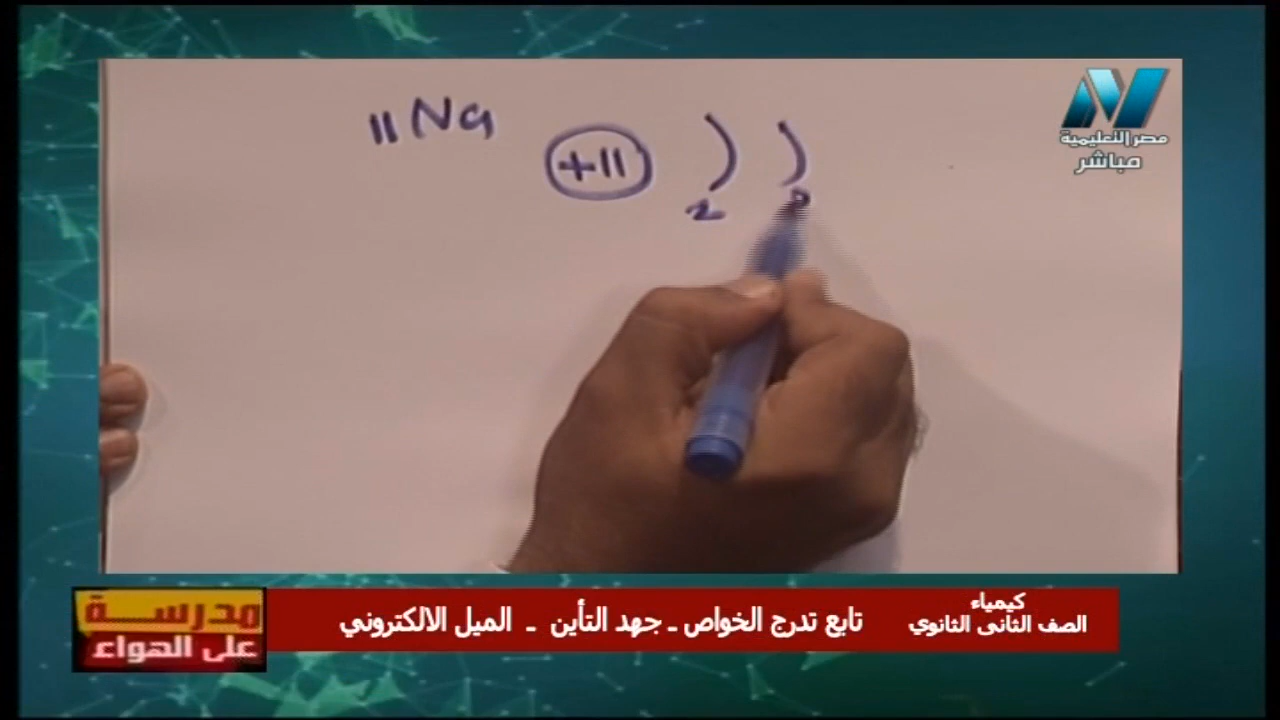 11Na
+11
2
مصر التعليمية
مباشر
كيمياء
الصف الثانى الثانوي
تابع تدرج الخواص - جهد التأين - الميل الالكتروني
مدرسة
على الهواء